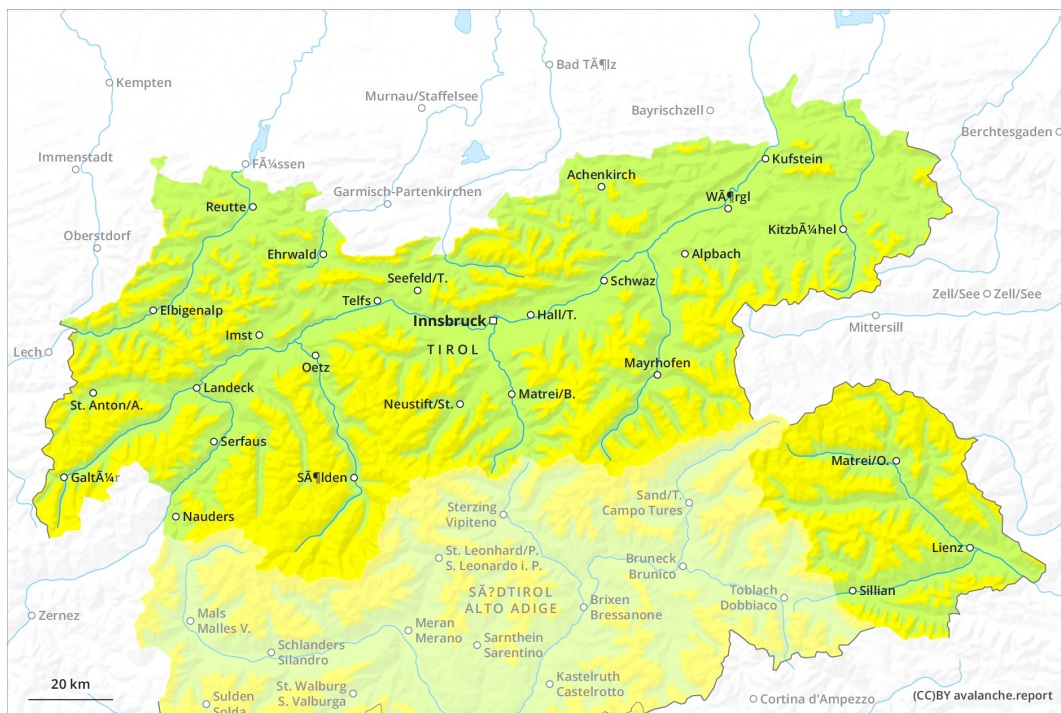 Kempten
Bad TÃ¶lz
Murnau/Staffelsee
Bayrischzell
Berchtesgaden
Immenstadt
FÃ¼ssen
Kufstein
Achenkirch
Garmisch-Partenkirchen
WÃ¶rgl
Reutte
Oberstdorf
KitzbÃ¼hel
Ehrwald
Alpbach
Seefeld/T.
Schwaz
Zell/See
Zell/See
Telfs
Elbigenalp
Innsbruck
Hall/T.
Mittersill
Imst
TIROL
Lech
Oetz
Mayrhofen
Landeck
St. Anton/A.
Neustift/St.
Matrei/B.
Serfaus
Matrei/O.
GaltÃ¼r
SÃ¶lden
Sand/T.
Campo Tures
Sterzing
Vipiteno
Nauders
Lienz
St. Leonhard/P.
S. Leonardo i. P.
Bruneck
Brunico
SÃ?DTIROL
ALTO ADIGE
Toblach
Dobbiaco
Sillian
Brixen
Bressanone
Zernez
Mals
Malles V.
Meran
Merano
Sarnthein
Sarentino
Schlanders
Silandro
Kastelruth
Castelrotto
20 km
St. Walburg
S. Valburga
Sulden
Solda
Cortina d'Ampezzo
(CC)BY avalanche.report